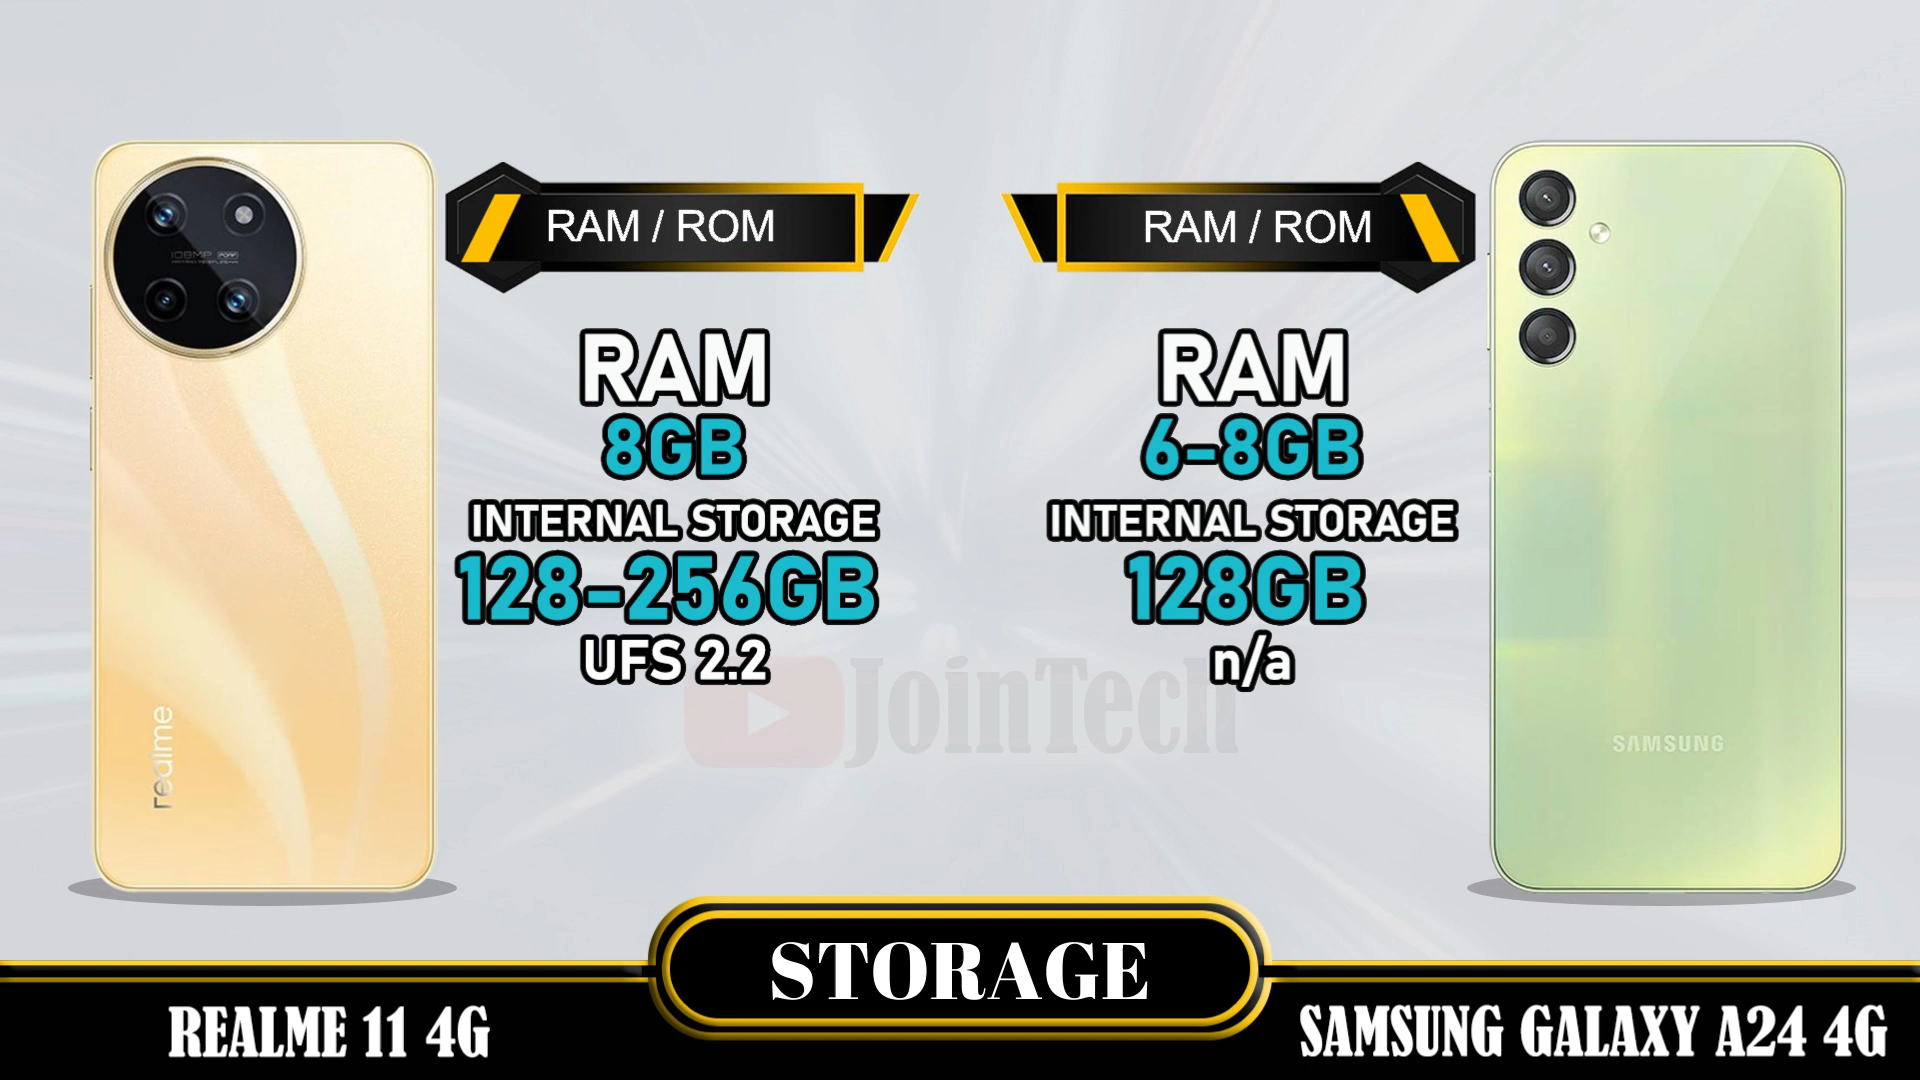 RAM / ROM
RAM
8GB
INTERNAL STORAGE
128-256GB
UFS 2.2
RAM / ROM
RAM
6-8GB
INTERNAL STORAGE
128GB
n/a
108MP
realme
SAMSUNG
JoinTech
STORAGE
REALME 11 4G
SAMSUNG GALAXY A24 4G